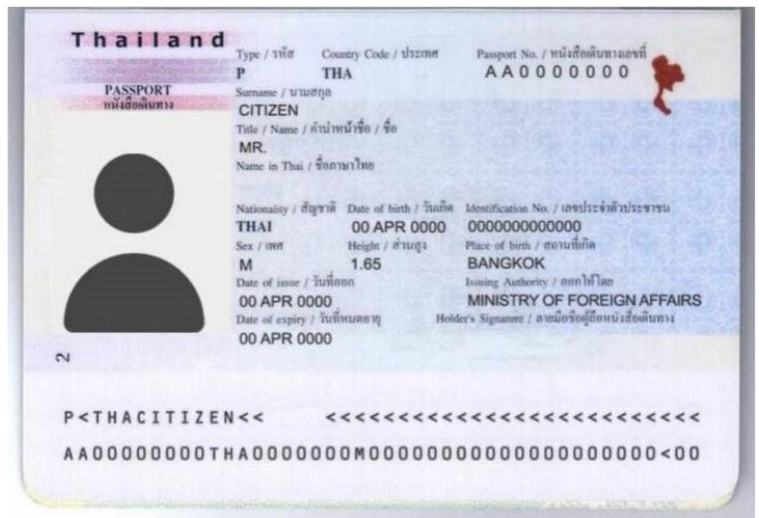 Thailand
PASSPORT
หนังสือเดินทาง
Type / รหัส Country Code / ประเทศ Passport No. / หนังสือเดินทางเลขที่
P THA AA0000000
Surname / นามสกุล
CITIZEN
Title / Name / คำนำหน้าชื่อ / ชื่อ
MR.
Name in Thai / ชื่อภาษาไทย
Nationality / สัญชาติ Date of birth / วันเกิด Identification No. / เลขประจำตัวประชาชน
THAI 00 APR 0000 0000000000000
Sex / เพศ Height / ส่วนสูง Place of birth / สถานที่เกิด
M 1.65 BANGKOK
Date of issue / วันที่ออก Issuing Authority / ออกให้โดย
00 APR 0000 MINISTRY OF FOREIGN AFFAIRS
Date of expiry / วันที่หมดอายุ Holder's Signature / ลายมือชื่อผู้ถือหนังสือเดินทาง
00 APR 0000
2
P<THACITIZEN<< <<<<<<<<<<<<<<<<<<<<<<<<<<
AA00000000THA0000000M0000000000000000000000<00